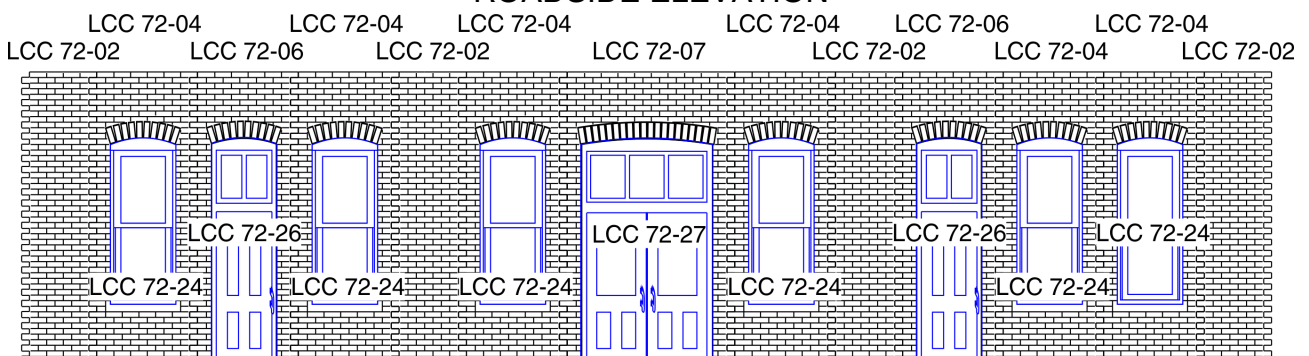 ROADSIDE ELEVATION
LCC 72-04 LCC 72-04 LCC 72-04 LCC 72-04 LCC 72-06 LCC 72-04
LCC 72-02 LCC 72-06 LCC 72-02 LCC 72-07 LCC 72-02 LCC 72-04 LCC 72-02
LCC 72-26 LCC 72-27 LCC 72-26 LCC 72-24
LCC 72-24 LCC 72-24 LCC 72-24 LCC 72-24 LCC 72-24